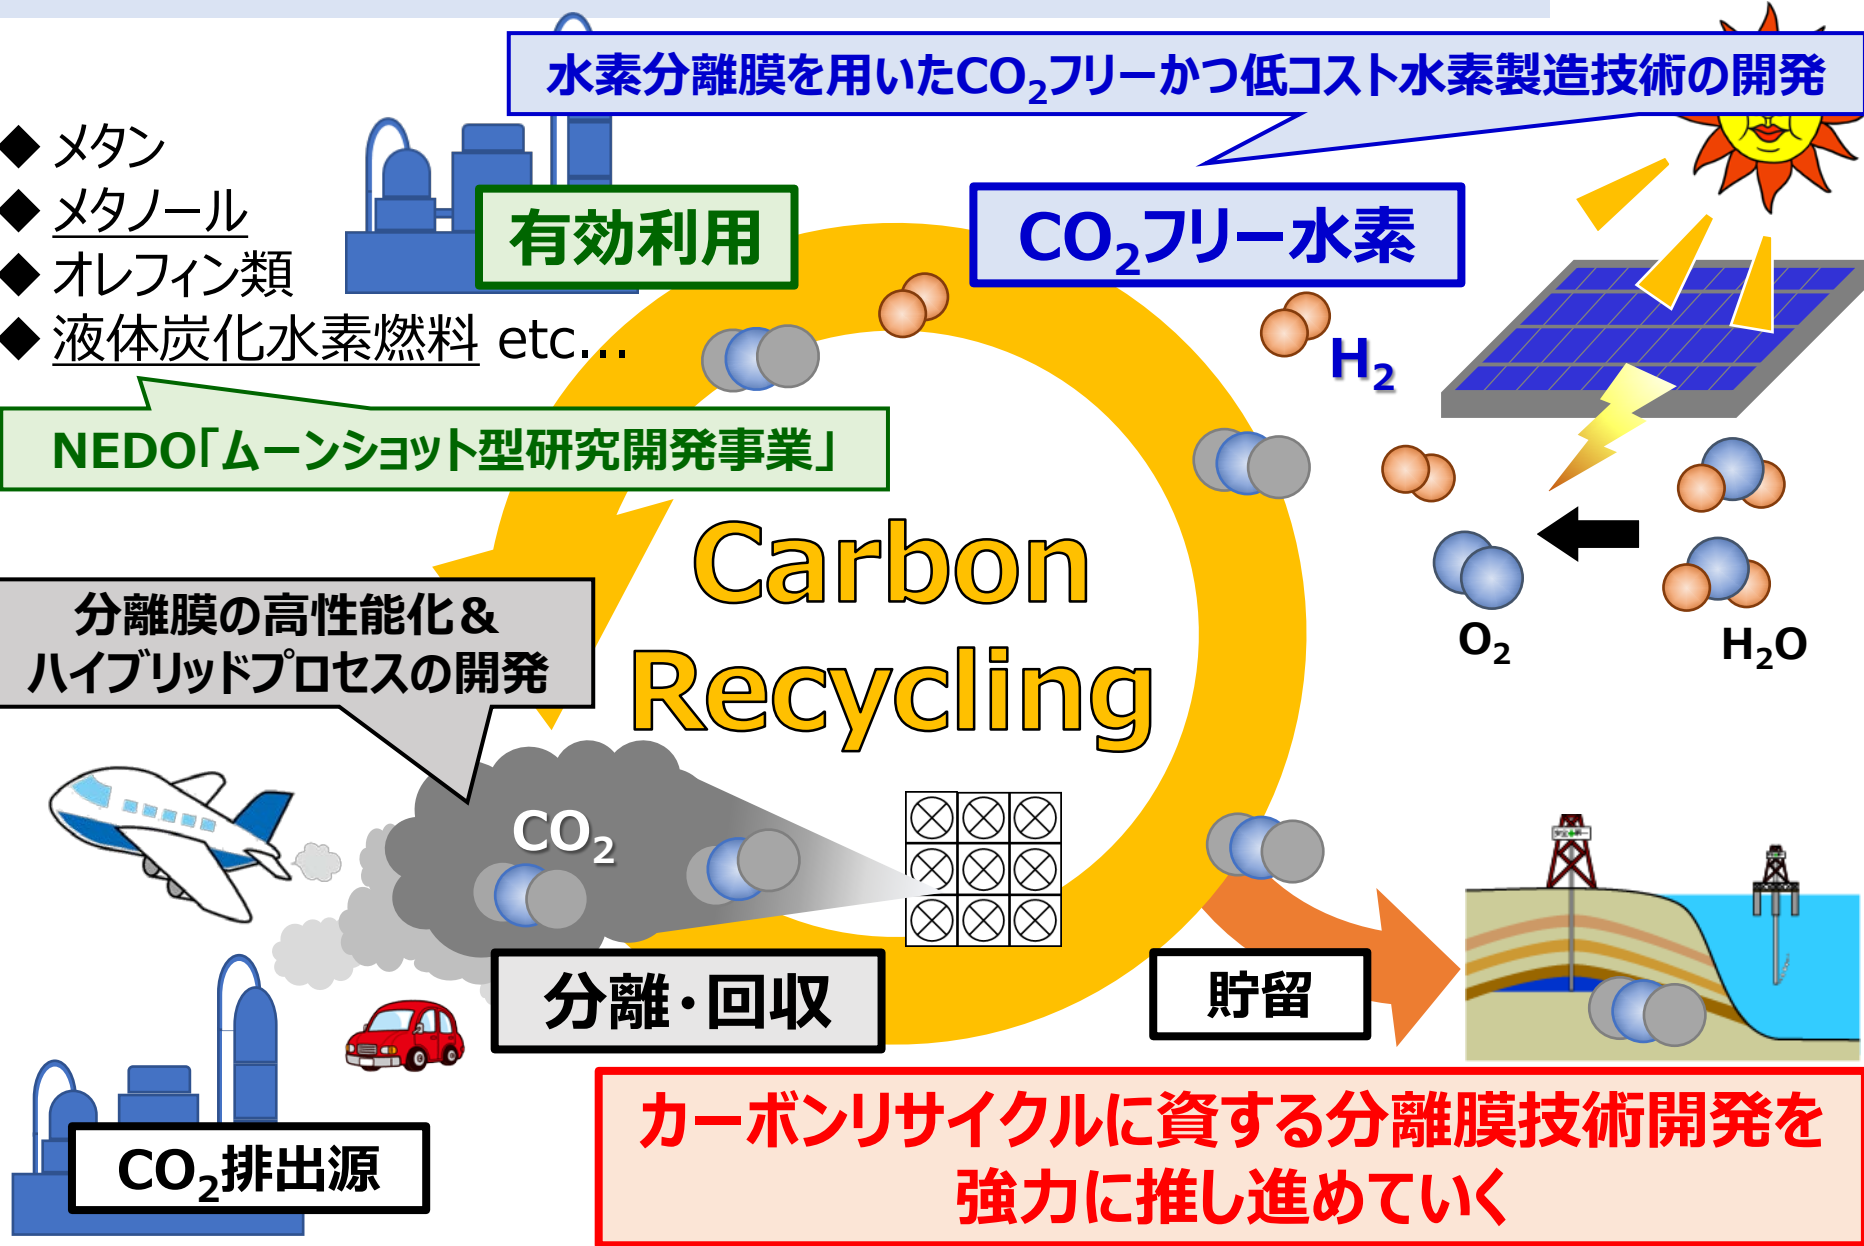 水素分離膜を用いたCO₂フリーかつ低コスト水素製造技術の開発
◆ メタン
◆ メタノール
◆ オレフィン類
◆ 液体炭化水素燃料 etc…
有効利用
CO₂フリー水素
H₂
NEDO「ムーンショット型研究開発事業」
Carbon
Recycling
O₂
H₂O
分離膜の高性能化＆
ハイブリッドプロセスの開発
CO₂
分離・回収
貯留
CO₂排出源
カーボンリサイクルに資する分離膜技術開発を
強力に推し進めていく